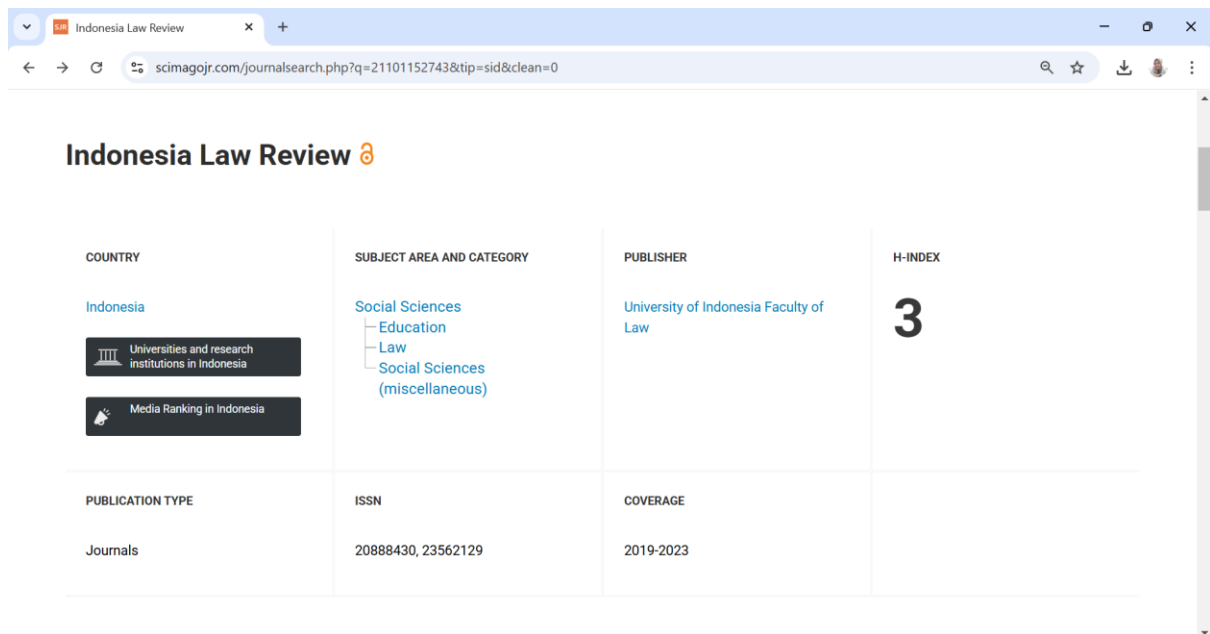 SJR Indonesia Law Review
scimagojr.com/journalsearch.php?q=21101152743&tip=sid&clean=0
Indonesia Law Review
COUNTRY
Indonesia
Universities and research
institutions in Indonesia
Media Ranking in Indonesia
SUBJECT AREA AND CATEGORY
Social Sciences
Education
Law
Social Sciences
(miscellaneous)
PUBLISHER
University of Indonesia Faculty of
Law
H-INDEX
3
PUBLICATION TYPE
Journals
ISSN
20888430, 23562129
COVERAGE
2019-2023